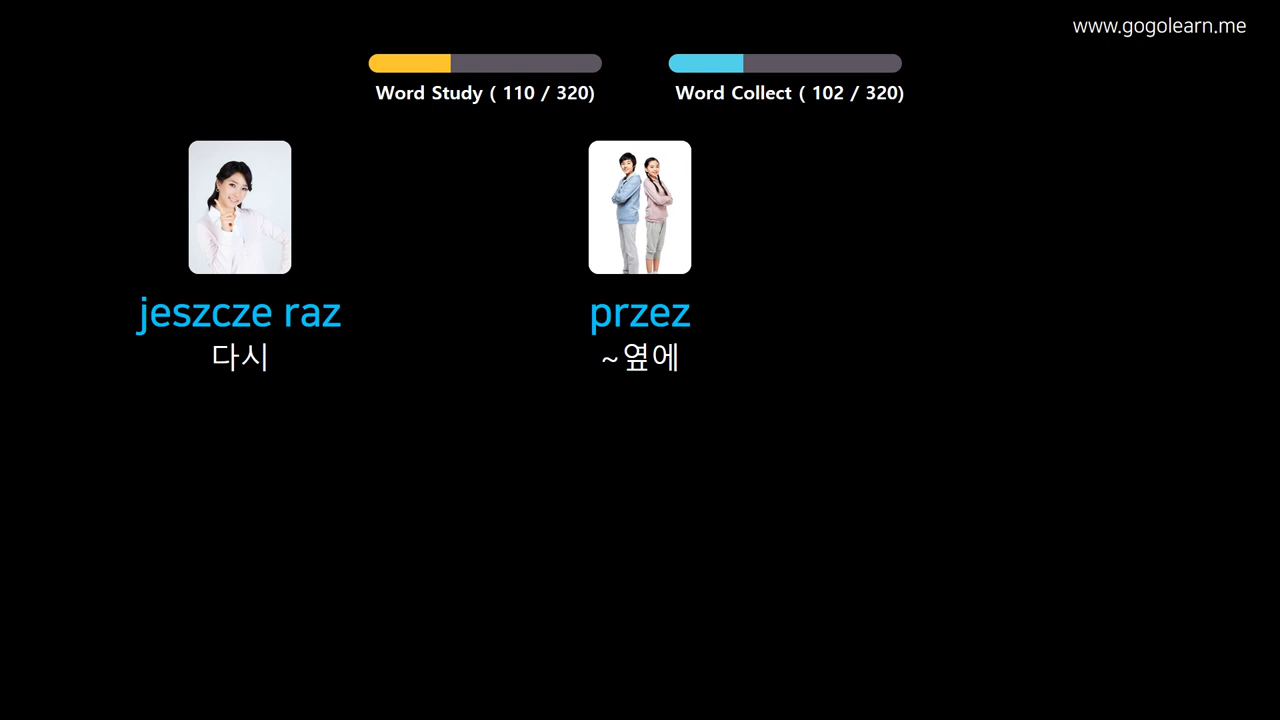 www.gogolearn.me
Word Study ( 110 / 320)
Word Collect ( 102 / 320)
jeszcze raz
다시
przez
~옆에